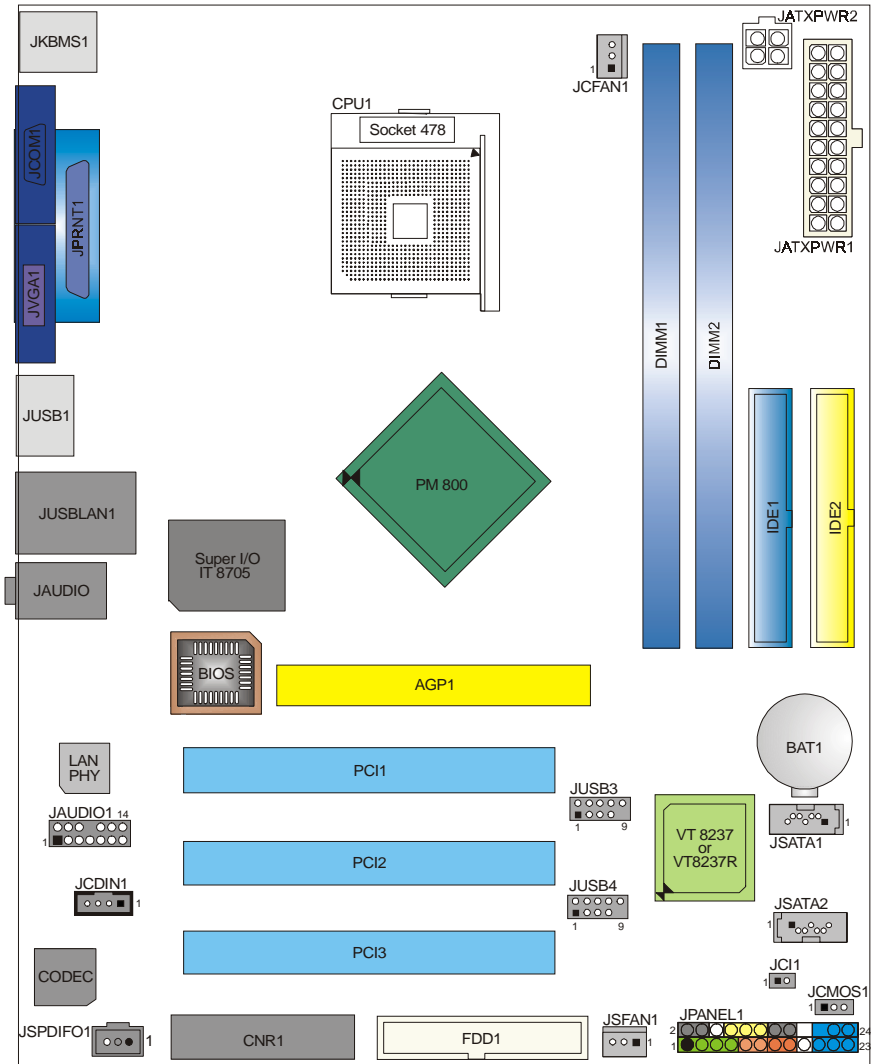 JKBMS1
JATXPWR2
1
JCFAN1
CPU1
Socket 478
JCOM1
JPRNT1
JVGA1
JATXPWR1
DIMM1
DIMM2
JUSB1
PM 800
IDE1
IDE2
JUSBLAN1
Super I/O
IT 8705
JAUDIO
BIOS
AGP1
BAT1
LAN
PHY
PCI1
JUSB3
1 9
JAUDIO1 14
1
VT 8237
or
VT8237R
1
JSATA1
PCI2
JCDIN1
1
JUSB4
1 9
JSATA2
1
PCI3
CODEC
JCI1
1
JCMOS1
1
JSPDIFO1
1
CNR1
FDD1
JSFAN1
1
JPANEL1
2 24
1 23